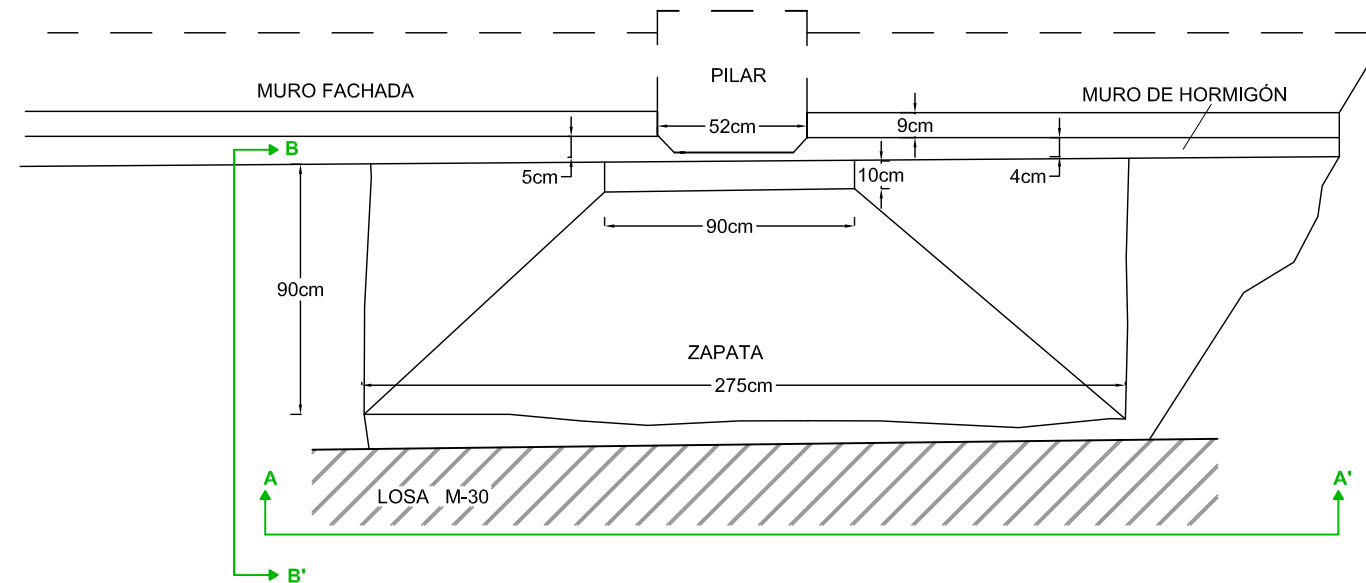 PILAR
MURO FACHADA
MURO DE HORMIGÓN
52cm
9cm
B
5cm
10cm
4cm
90cm
90cm
ZAPATA
275cm
A
LOSA M-30
A'
B'